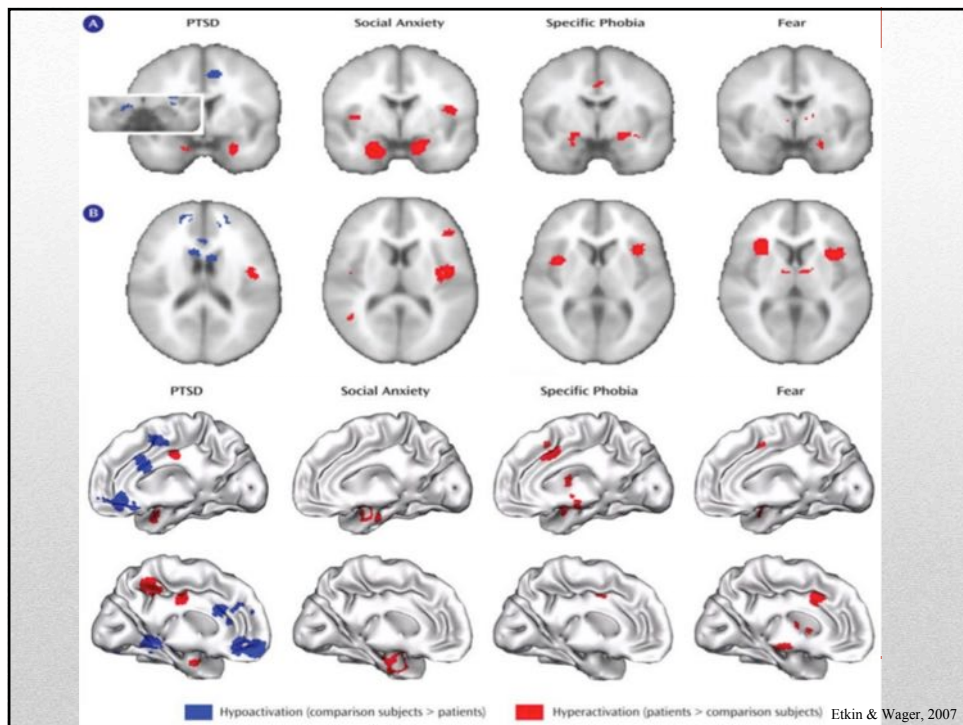 A PTSD Social Anxiety Specific Phobia Fear
B
PTSD Social Anxiety Specific Phobia Fear
Hypoactivation (comparison subjects > patients) Hyperactivation (patients > comparison subjects)
Etkin & Wager, 2007